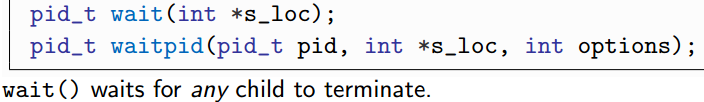 pid_t wait(int *s_loc);
pid_t waitpid(pid_t pid, int *s_loc, int options);
wait() waits for any child to terminate.